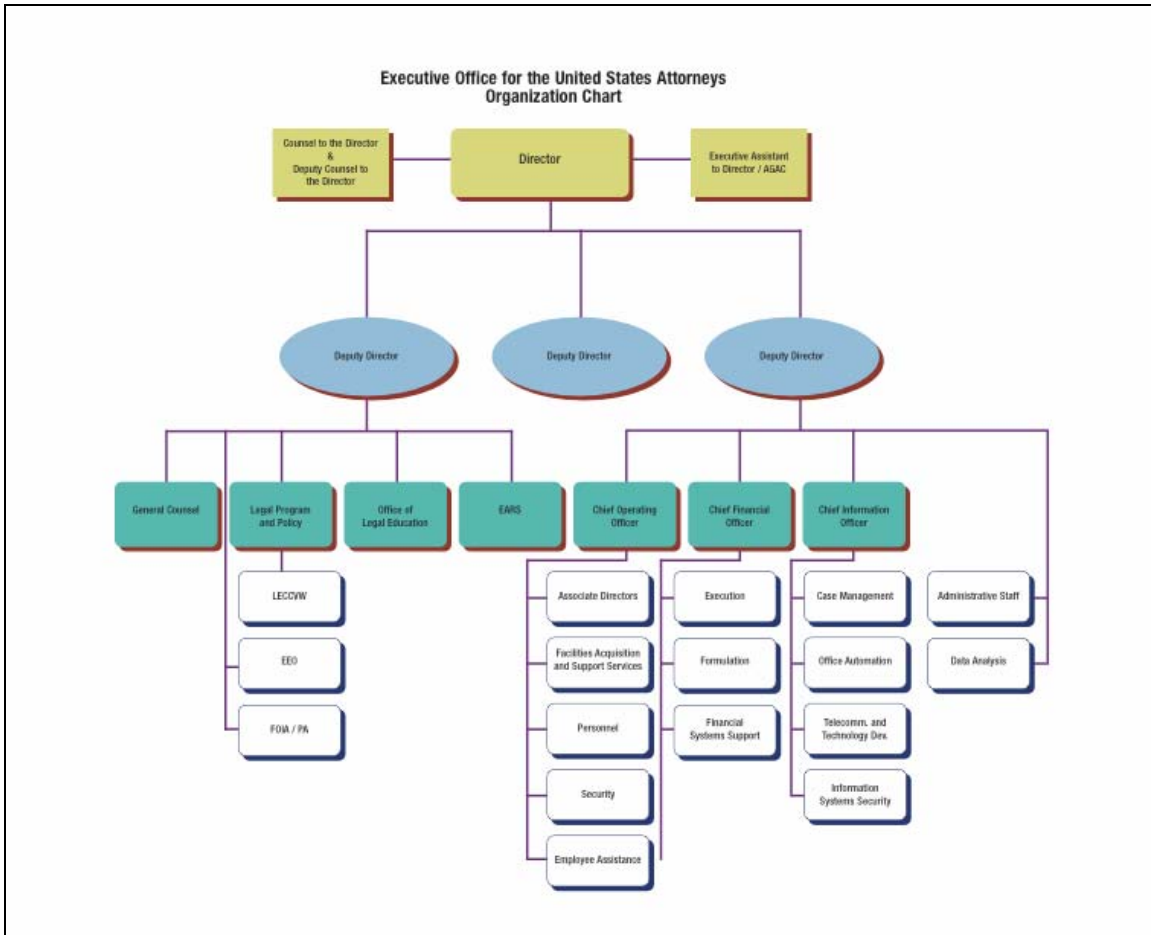 Executive Office for the United States Attorneys
Organization Chart
Counsel to the Director
&
Deputy Counsel to
the Director
Director
Executive Assistant
to Director / AGAC
Deputy Director
Deputy Director
Deputy Director
General Counsel
Legal Program
and Policy
Office of
Legal Education
EARS
Chief Operating
Officer
Chief Financial
Officer
Chief Information
Officer
LECCVW
EEO
FOIA / PA
Associate Directors
Facilities Acquisition
and Support Services
Personnel
Security
Employee Assistance
Execution
Formulation
Financial
Systems Support
Case Management
Office Automation
Telecomm. and
Technology Dev.
Information
Systems Security
Administrative Staff
Data Analysis